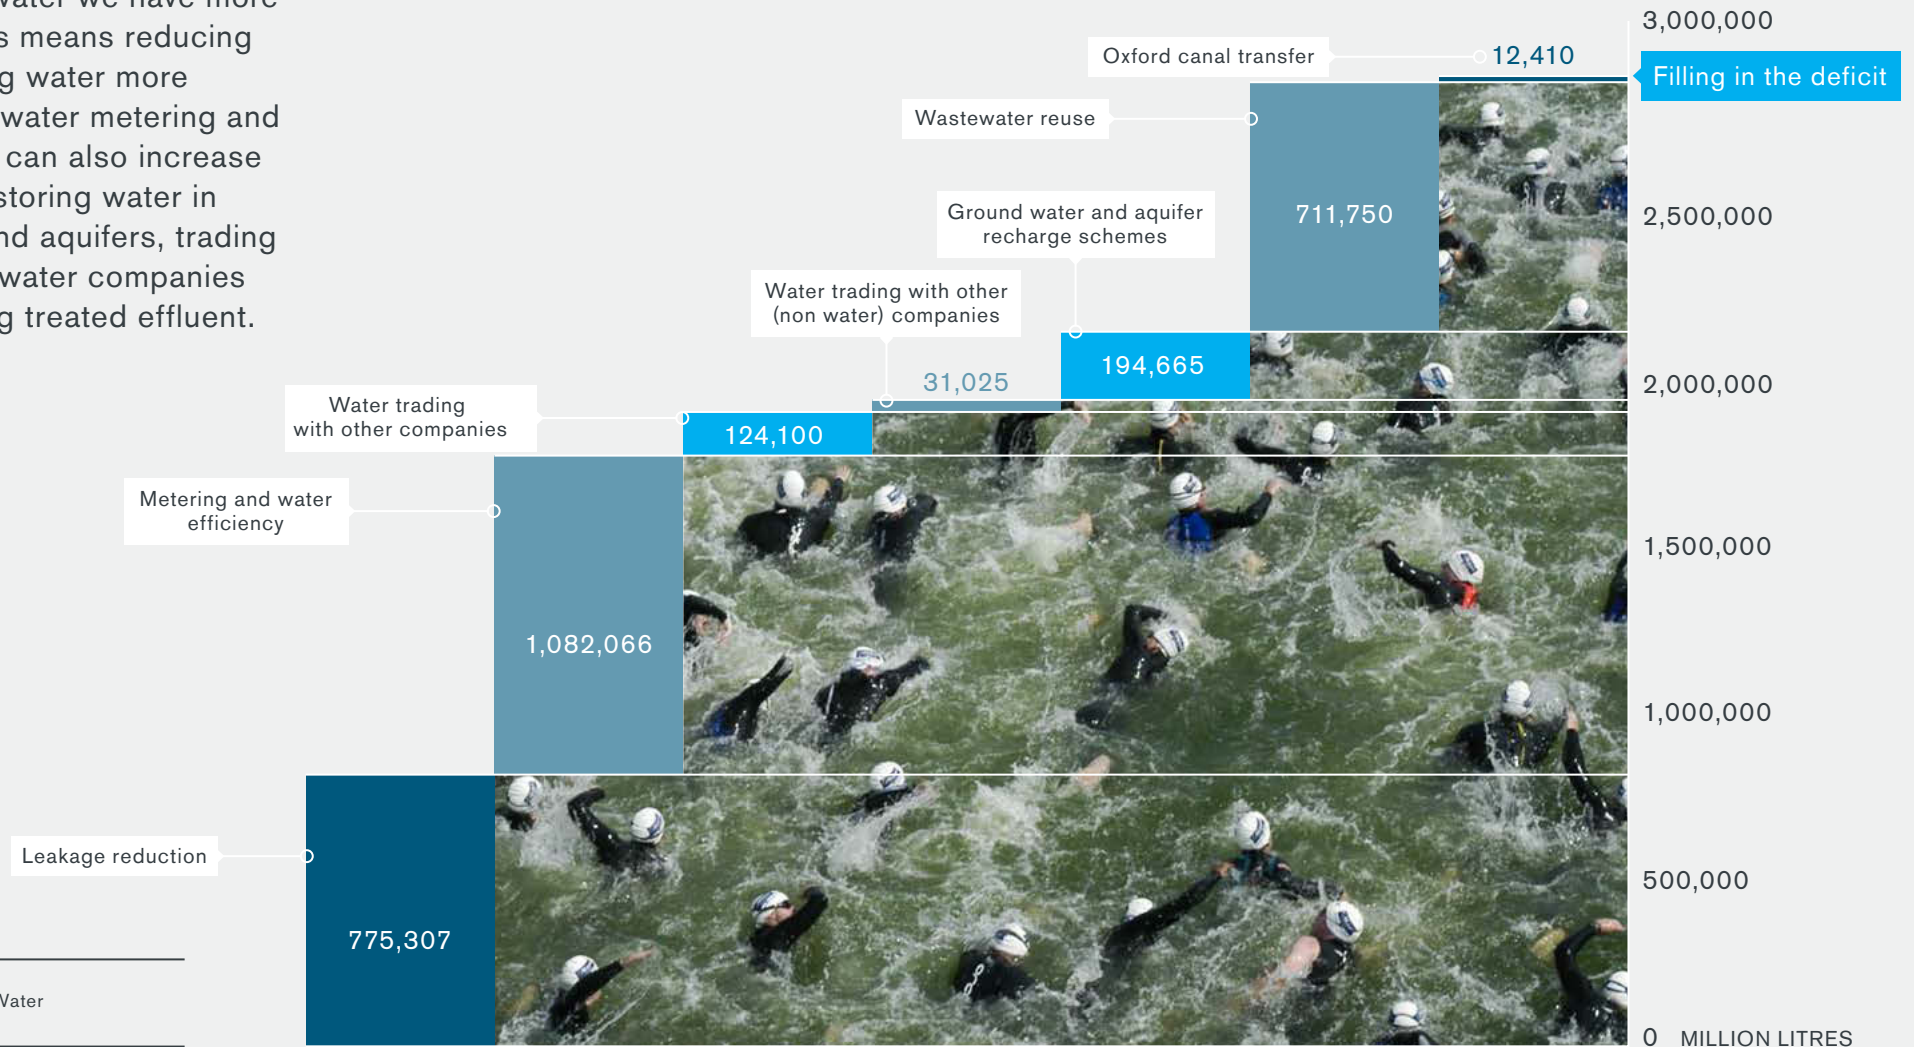 water we have more
s means reducing
g water more
water metering and
can also increase
storing water in
nd aquifers, trading
water companies
g treated effluent.
Oxford canal transfer
12,410
3,000,000
Filling in the deficit
Wastewater reuse
711,750
2,500,000
Ground water and aquifer
recharge schemes
194,665
Water trading with other
(non water) companies
31,025
2,000,000
Water trading
with other companies
124,100
Metering and water
efficiency
1,082,066
1,500,000
1,000,000
Leakage reduction
775,307
500,000
Water
0 MILLION LITRES